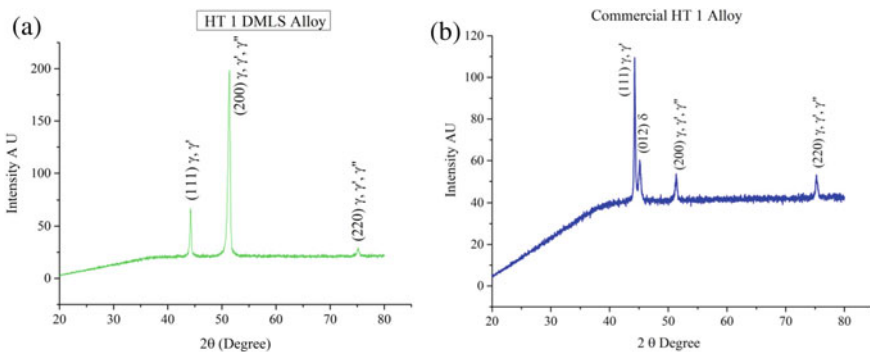 (a)
HT 1 DMLS Alloy
200
150
100
50
0
Intensity A U
(111) γ, γ'
(200) γ, γ', γ"
(220) γ, γ', γ"
20 30 40 50 60 70 80
2θ (Degree)
(b)
Commercial HT 1 Alloy
120
100
80
60
40
20
0
Intensity AU
(111) γ, γ'
(012) δ
(200) γ, γ', γ"
(220) γ, γ', γ"
20 30 40 50 60 70 80
2 θ Degree